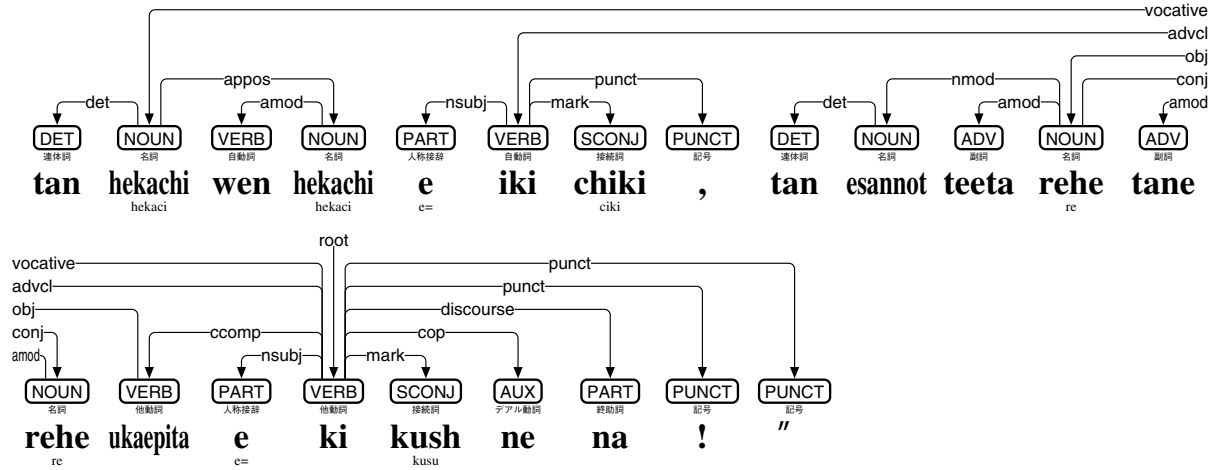 vocative
advcl
obj
appos punct nmod conj
det amod nsubj mark det amod amod
DET NOUN VERB NOUN PART VERB SCONJ PUNCT DET NOUN ADV NOUN ADV
連体詞 名詞 自動詞 名詞 人称接辞 自動詞 接続詞 記号 連体詞 名詞 副詞 名詞 副詞
tan hekachi wen hekachi e iki chiki , tan esannot teeta rehe tane
hekaci hekaci e= ciki re
root
vocative punct
advcl punct
obj discourse
conj ccomp cop
amod nsubj mark
NOUN VERB PART VERB SCONJ AUX PART PUNCT PUNCT
名詞 他動詞 人称接辞 他動詞 接続詞 デアル動詞 終助詞 記号 記号
rehe ukaepita e ki kush ne na ! "
re e= kusu